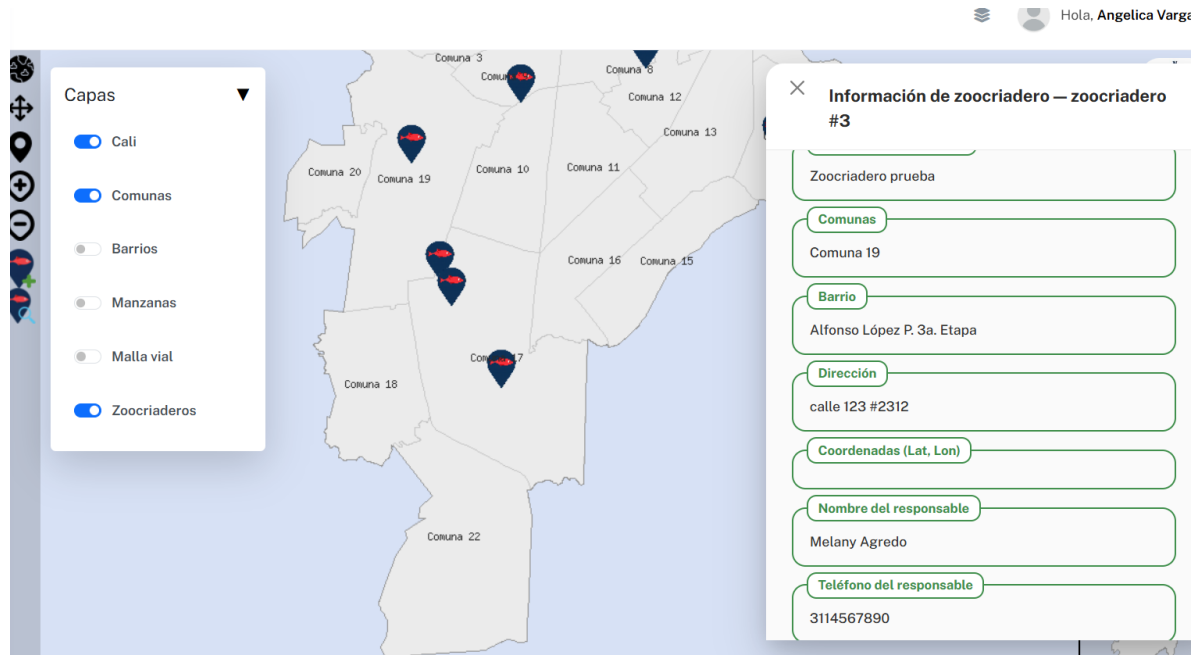 Hola, Angelica Varga
Capas
Cali
Comunas
Barrios
Manzanas
Malla vial
Zoocriaderos
Comuna 3
Comuna 8
Comuna 12
Comuna 13
Comuna 20
Comuna 19
Comuna 10
Comuna 11
Comuna 16
Comuna 15
Comuna 18
Comuna 22
Información de zoocriadero — zoocriadero
#3
Zoocriadero prueba
Comunas
Comuna 19
Barrio
Alfonso López P. 3a. Etapa
Dirección
calle 123 #2312
Coordenadas (Lat, Lon)
Nombre del responsable
Melany Agredo
Teléfono del responsable
3114567890